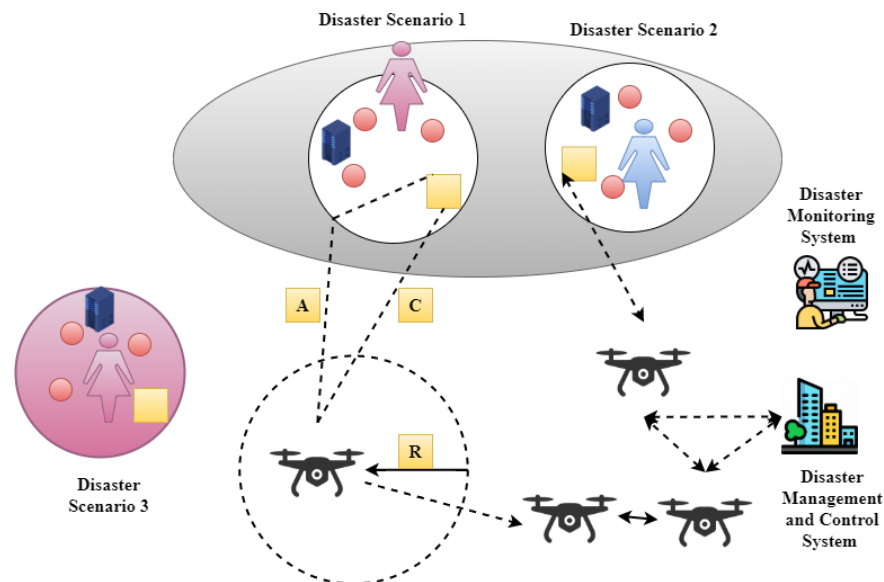 Disaster Scenario 1
Disaster Scenario 2
Disaster
Monitoring
System
A
C
R
Disaster
Scenario 3
Disaster
Management
and Control
System